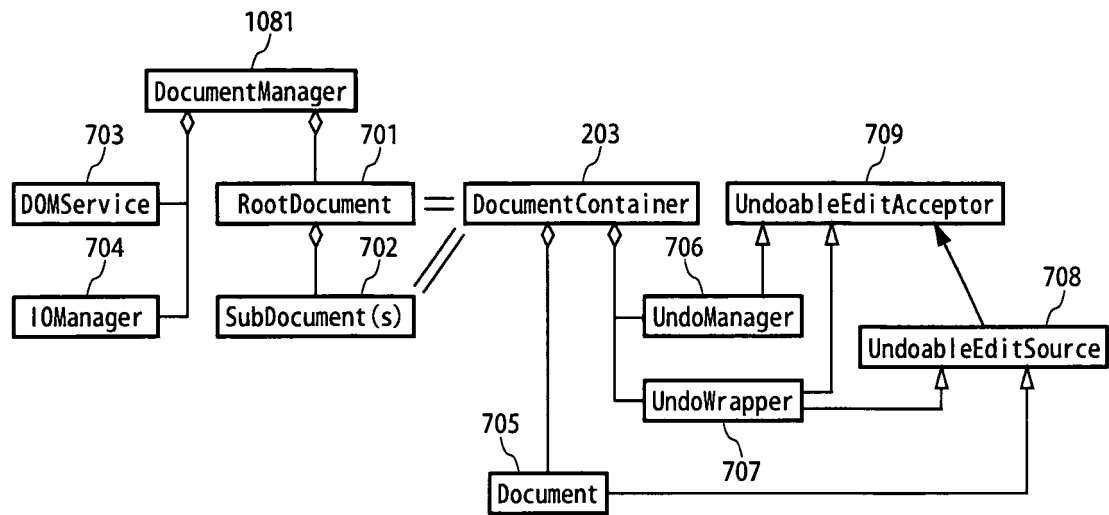 1081
DocumentManager
703
701
203
709
DOMService
RootDocument
DocumentContainer
UndoableEditAcceptor
704
702
706
708
IOManager
SubDocument(s)
UndoManager
UndoableEditSource
UndoWrapper
705
707
Document